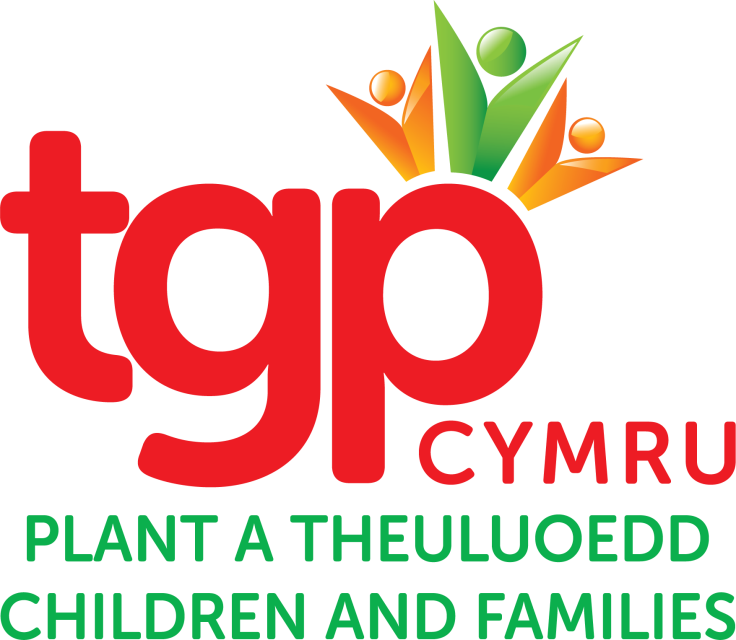 tgp
CYMRU
PLANT A THEULUOEDD
CHILDREN AND FAMILIES